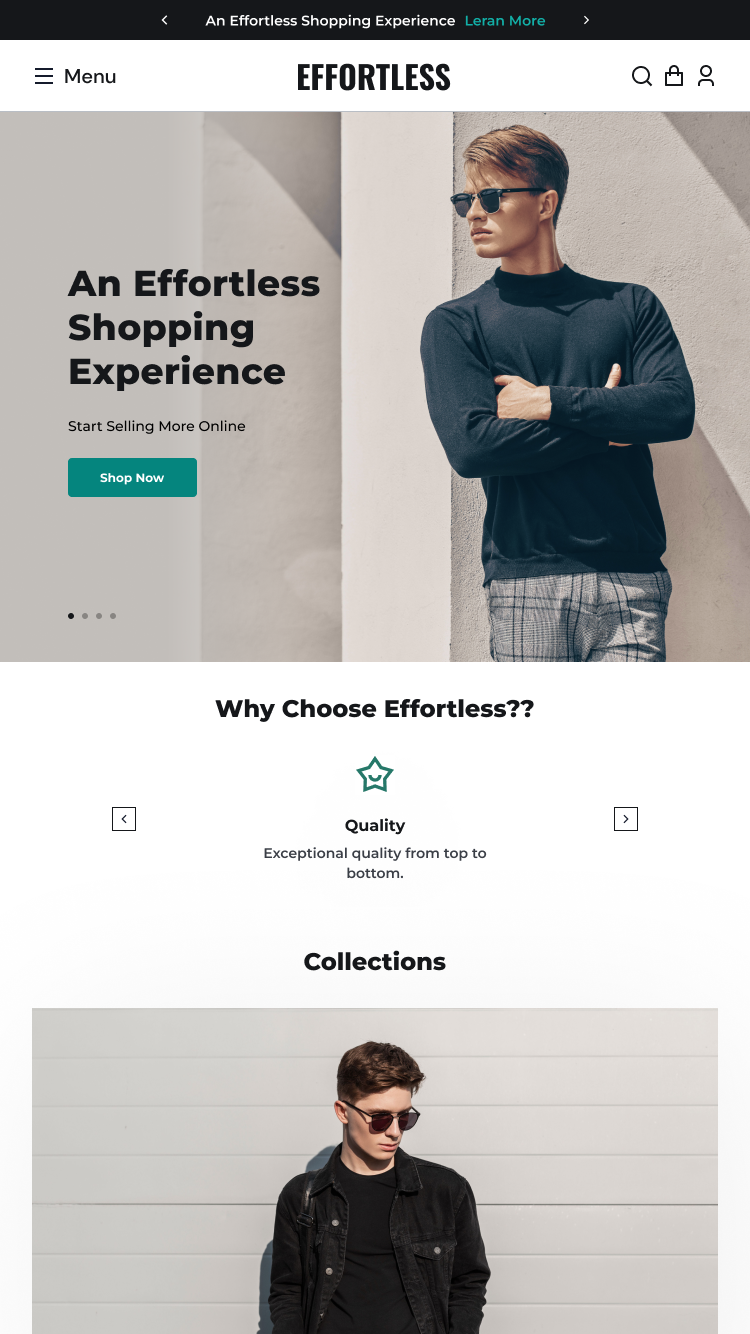 An Effortless Shopping Experience Leran More
Menu
EFFORTLESS
An Effortless
Shopping
Experience
Start Selling More Online
Shop Now
Why Choose Effortless??
Quality
Exceptional quality from top to
bottom.
Collections